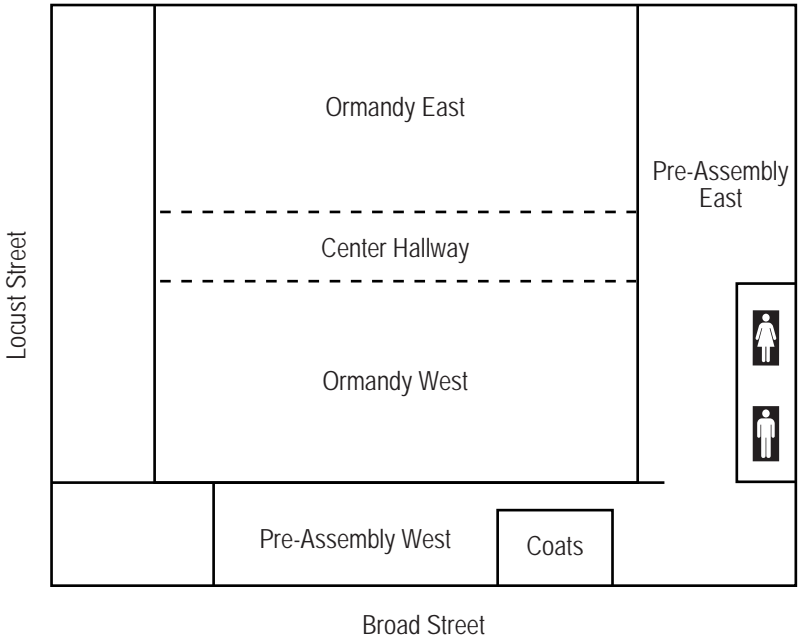 Ormandy East
Pre-Assembly
East
Center Hallway
Locust Street
Ormandy West
Pre-Assembly West
Coats
Broad Street